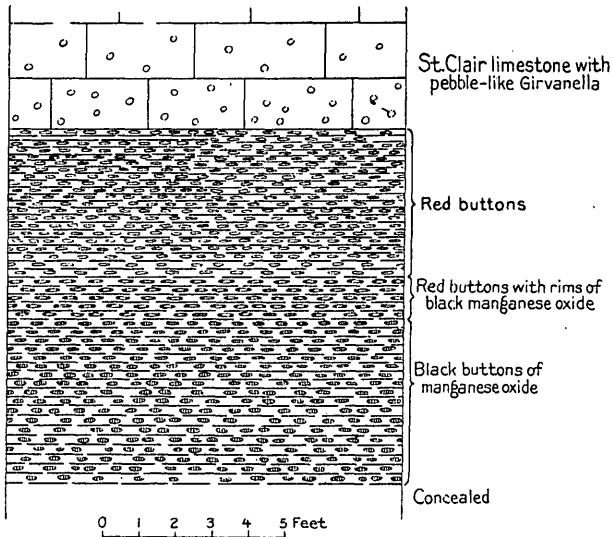 St. Clair limestone with
pebble-like Girvanella
Red buttons
Red buttons with rims of
black manganese oxide
Black buttons of
manganese oxide
Concealed
0 1 2 3 4 5 Feet